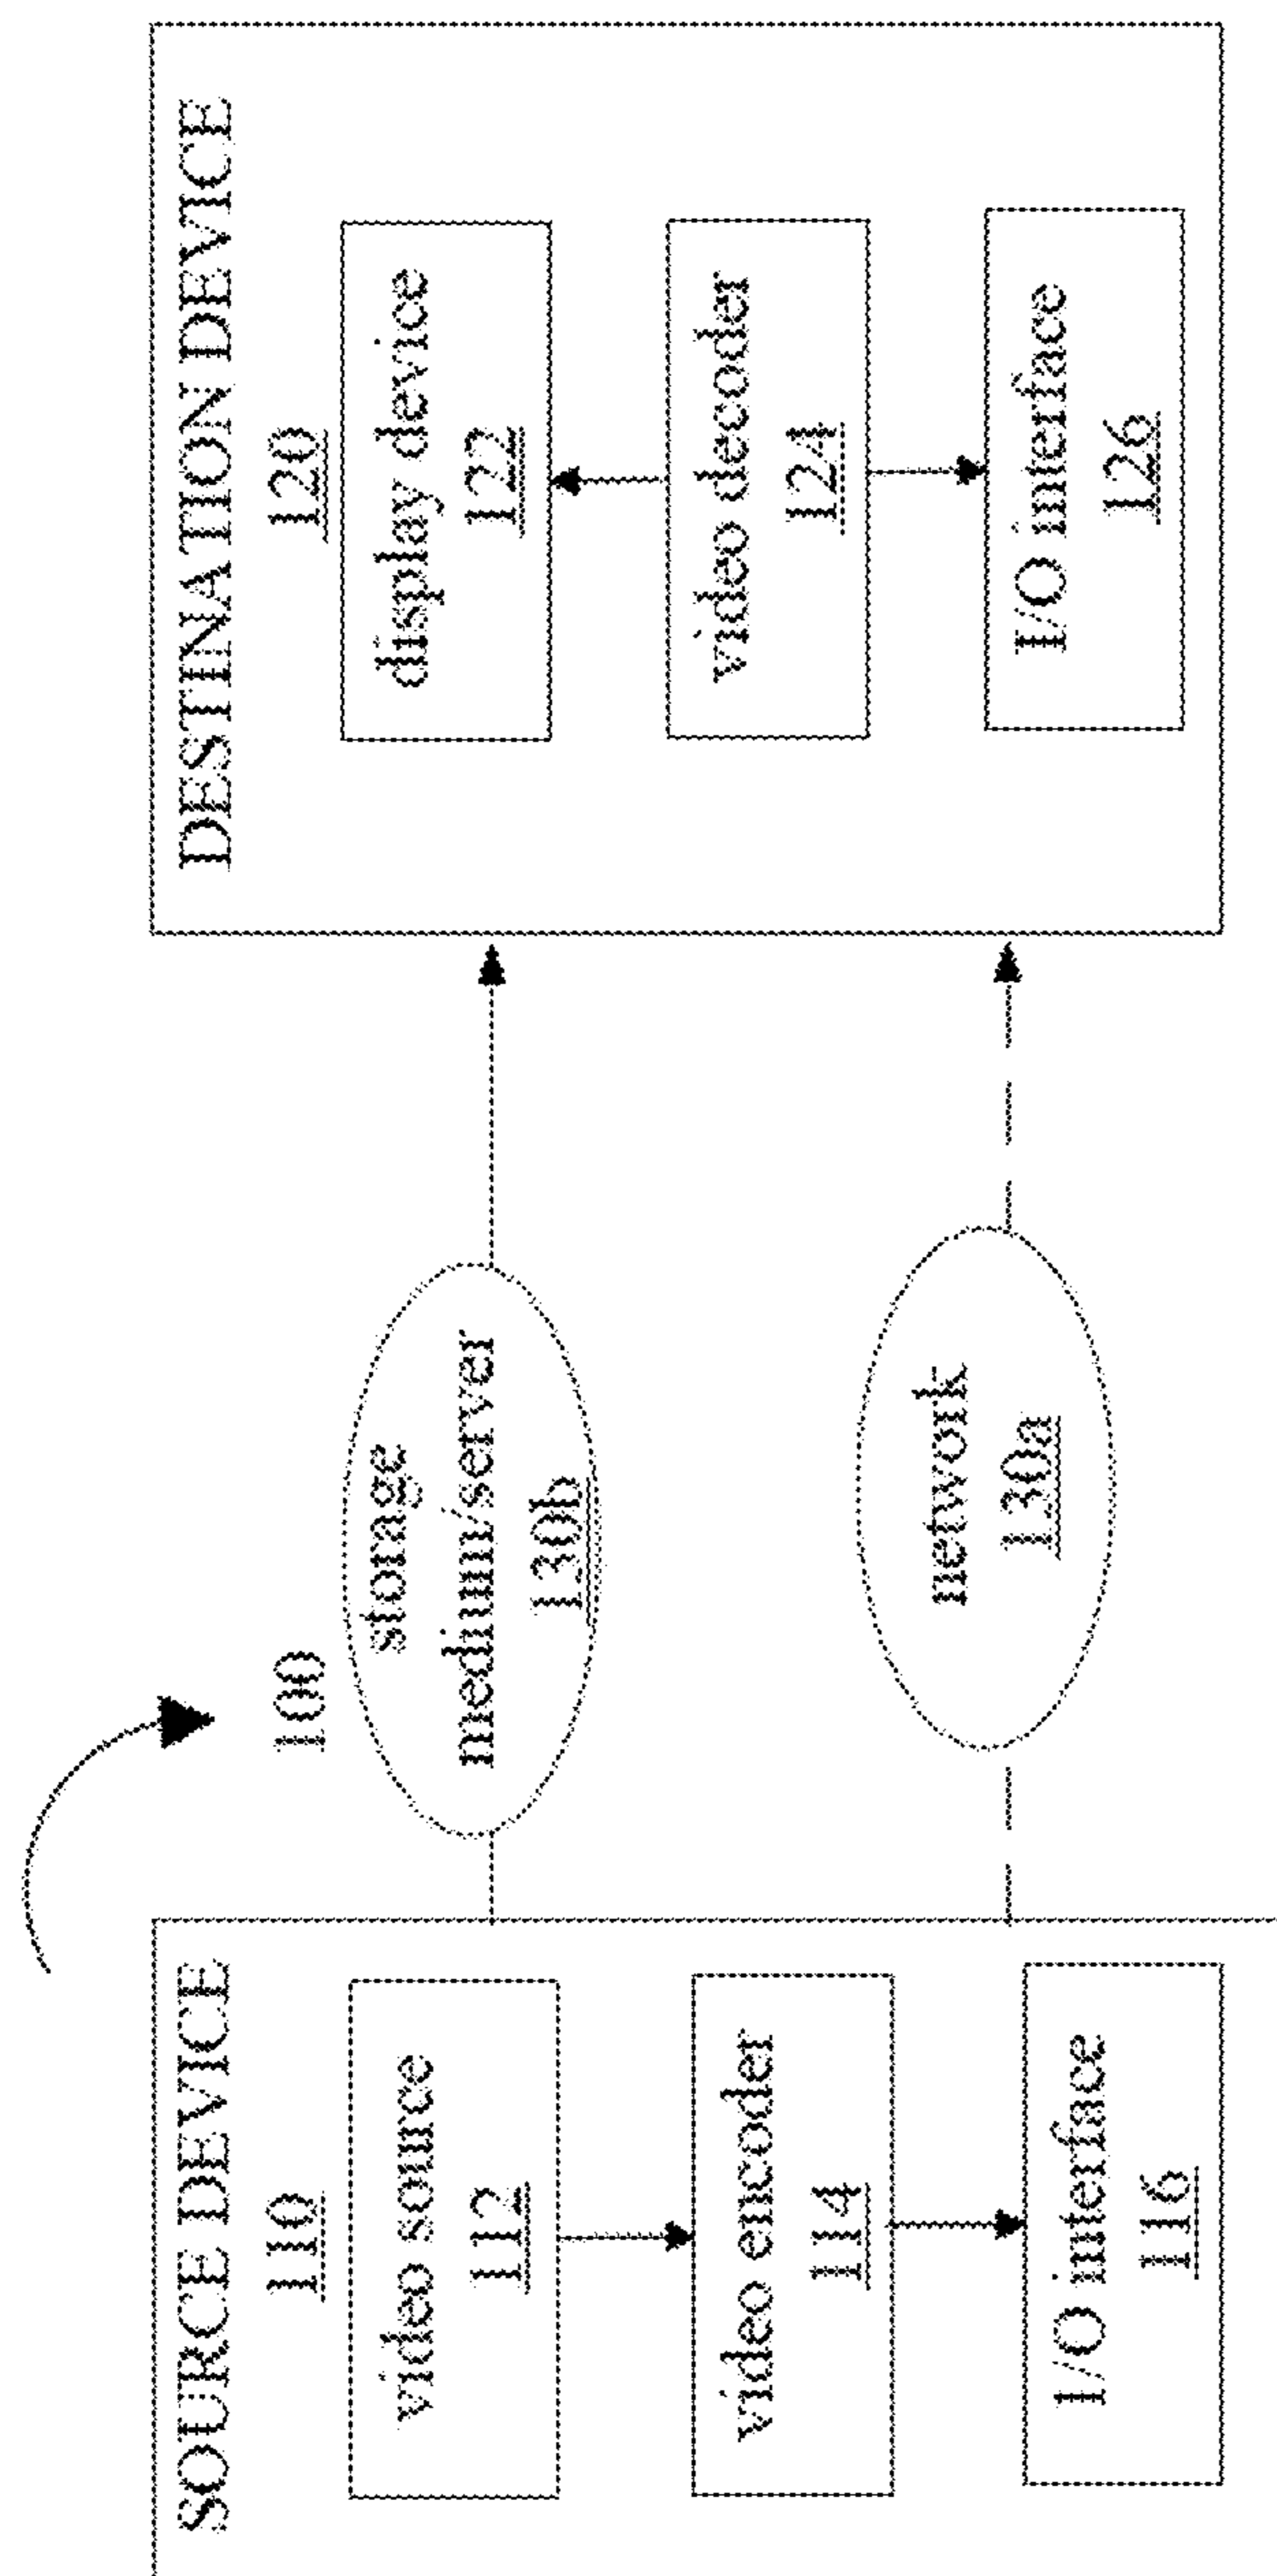 100
SOURCE DEVICE
110
video source
112
video encoder
114
I/O interface
116
storage
medium/server
130b
network
130a
DESTINATION DEVICE
120
display device
122
video decoder
124
I/O interface
126